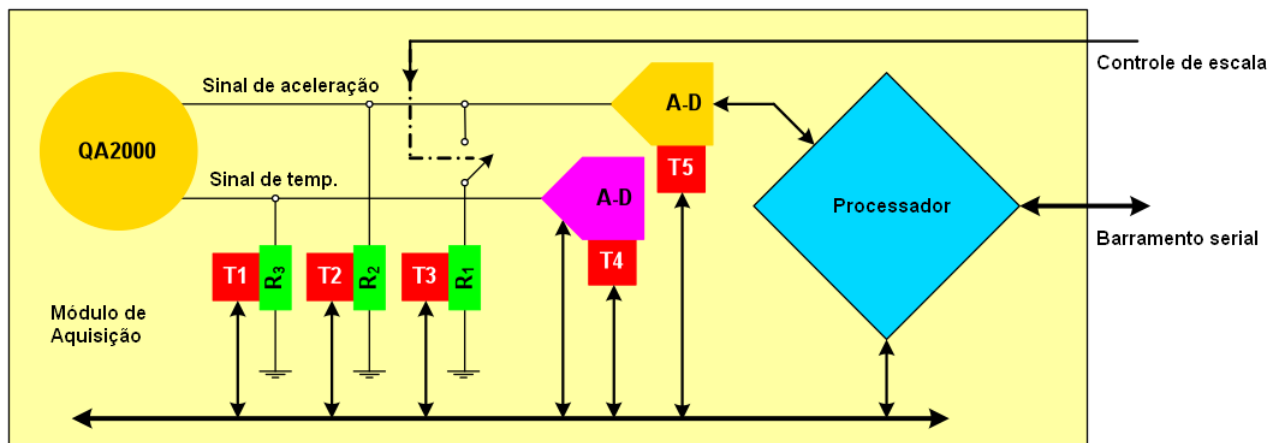 Controle de escala
Sinal de aceleração
A-D
QA2000
T5
Sinal de temp.
A-D
Processador
Barramento serial
T4
T1
R3
T2
R2
T3
R1
Módulo de
Aquisição